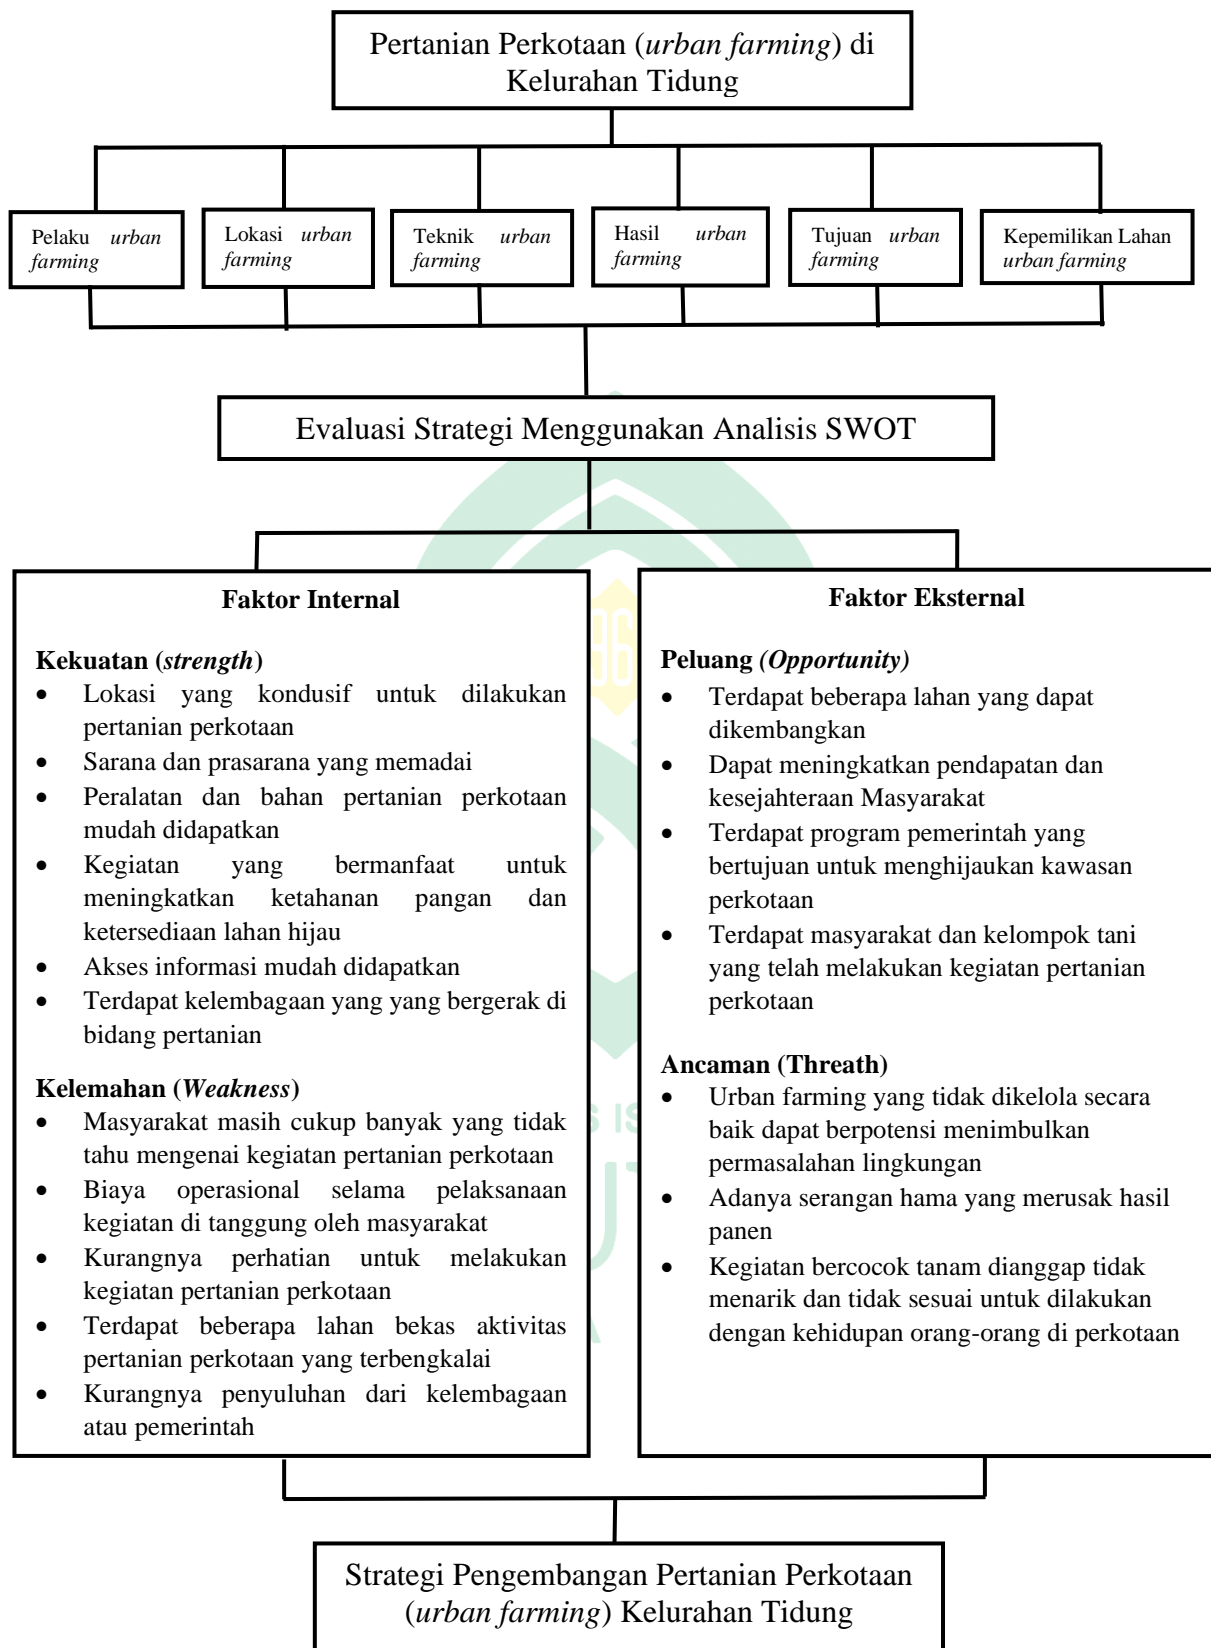 Pertanian Perkotaan (urban farming) di
Kelurahan Tidung
Pelaku urban
farming
Lokasi urban
farming
Teknik urban
farming
Hasil urban
farming
Tujuan urban
farming
Kepemilikan Lahan
urban farming
Evaluasi Strategi Menggunakan Analisis SWOT
Faktor Internal
Kekuatan (strength)
• Lokasi yang kondusif untuk dilakukan
pertanian perkotaan
• Sarana dan prasarana yang memadai
• Peralatan dan bahan pertanian perkotaan
mudah didapatkan
• Kegiatan yang bermanfaat untuk
meningkatkan ketahanan pangan dan
ketersediaan lahan hijau
• Akses informasi mudah didapatkan
• Terdapat kelembagaan yang yang bergerak di
bidang pertanian
Kelemahan (Weakness)
• Masyarakat masih cukup banyak yang tidak
tahu mengenai kegiatan pertanian perkotaan
• Biaya operasional selama pelaksanaan
kegiatan di tanggung oleh masyarakat
• Kurangnya perhatian untuk melakukan
kegiatan pertanian perkotaan
• Terdapat beberapa lahan bekas aktivitas
pertanian perkotaan yang terbengkalai
• Kurangnya penyuluhan dari kelembagaan
atau pemerintah
Faktor Eksternal
Peluang (Opportunity)
• Terdapat beberapa lahan yang dapat
dikembangkan
• Dapat meningkatkan pendapatan dan
kesejahteraan Masyarakat
• Terdapat program pemerintah yang
bertujuan untuk menghijaukan kawasan
perkotaan
• Terdapat masyarakat dan kelompok tani
yang telah melakukan kegiatan pertanian
perkotaan
Ancaman (Threath)
• Urban farming yang tidak dikelola secara
baik dapat berpotensi menimbulkan
permasalahan lingkungan
• Adanya serangan hama yang merusak hasil
panen
• Kegiatan bercocok tanam dianggap tidak
menarik dan tidak sesuai untuk dilakukan
dengan kehidupan orang-orang di perkotaan
Strategi Pengembangan Pertanian Perkotaan
(urban farming) Kelurahan Tidung